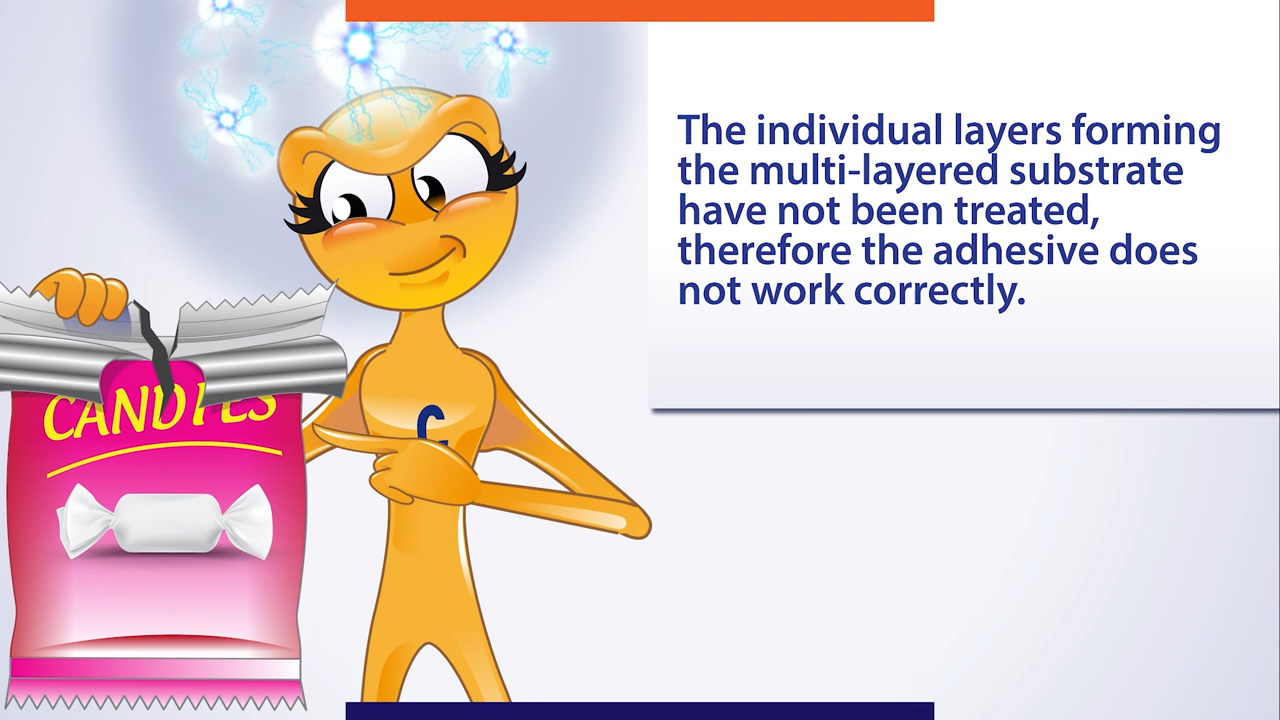 The individual layers forming
the multi-layered substrate
have not been treated,
therefore the adhesive does
not work correctly.
CANDIES
C